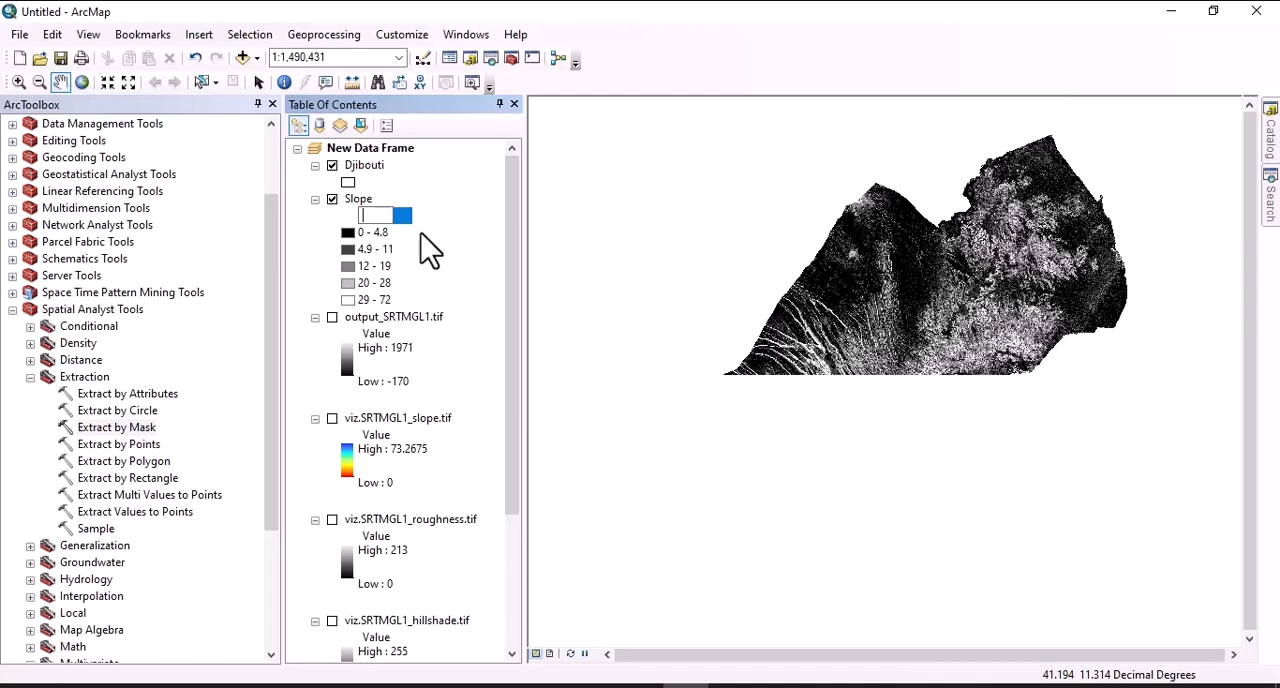 Untitled - ArcMap
File Edit View Bookmarks Insert Selection Geoprocessing Customize Windows Help
1:1,490,431
ArcToolbox
Data Management Tools
Editing Tools
Geocoding Tools
Geostatistical Analyst Tools
Linear Referencing Tools
Multidimension Tools
Network Analyst Tools
Parcel Fabric Tools
Schematics Tools
Server Tools
Space Time Pattern Mining Tools
Spatial Analyst Tools
Conditional
Density
Distance
Extraction
Extract by Attributes
Extract by Circle
Extract by Mask
Extract by Points
Extract by Polygon
Extract by Rectangle
Extract Multi Values to Points
Extract Values to Points
Sample
Generalization
Groundwater
Hydrology
Interpolation
Local
Map Algebra
Math
Multivariate
Table Of Contents
New Data Frame
Djibouti
Slope
0 - 4.8
4.9 - 11
12 - 19
20 - 28
29 - 72
output_SRTMGL1.tif
Value
High : 1971
Low : -170
viz.SRTMGL1_slope.tif
Value
High : 73.2675
Low : 0
viz.SRTMGL1_roughness.tif
Value
High : 213
Low : 0
viz.SRTMGL1_hillshade.tif
Value
High : 255
Catalog
Search
41.194 11.314 Decimal Degrees